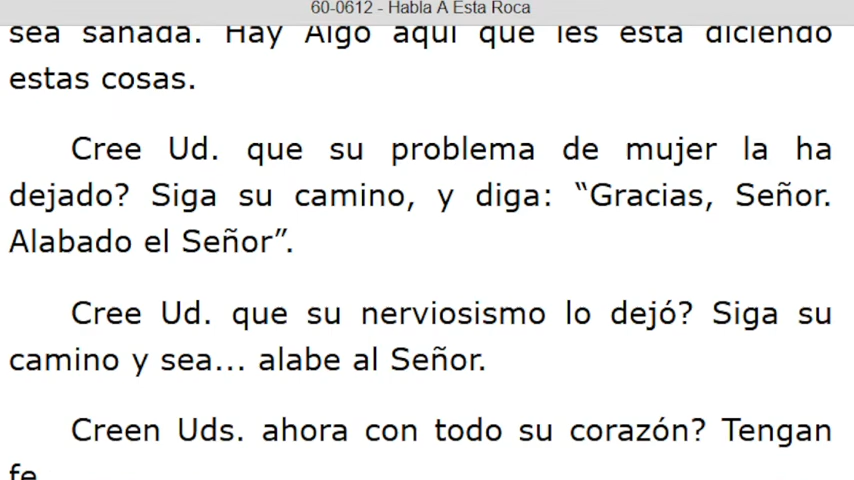 60-0612 - Habla A Esta Roca
sea sanada. Hay Algo aquí que les está diciendo
estas cosas.
Cree Ud. que su problema de mujer la ha
dejado? Siga su camino, y diga: “Gracias, Señor.
Alabado el Señor”.
Cree Ud. que su nerviosismo lo dejó? Siga su
camino y sea... alabe al Señor.
Creen Uds. ahora con todo su corazón? Tengan
fe